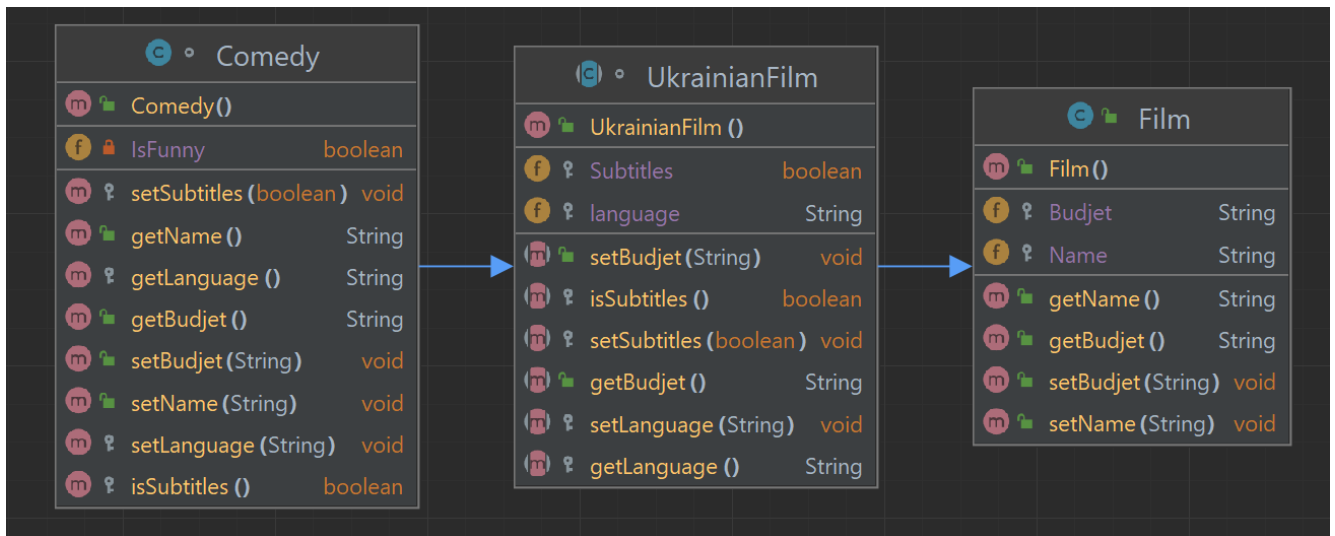 Comedy
Comedy()
IsFunny boolean
setSubtitles(boolean) void
getName() String
getLanguage() String
getBudjet() String
setBudjet(String) void
setName(String) void
setLanguage(String) void
isSubtitles() boolean
UkrainianFilm
UkrainianFilm()
Subtitles boolean
language String
setBudjet(String) void
isSubtitles() boolean
setSubtitles(boolean) void
getBudjet() String
setLanguage(String) void
getLanguage() String
Film
Film()
Budjet String
Name String
getName() String
getBudjet() String
setBudjet(String) void
setName(String) void